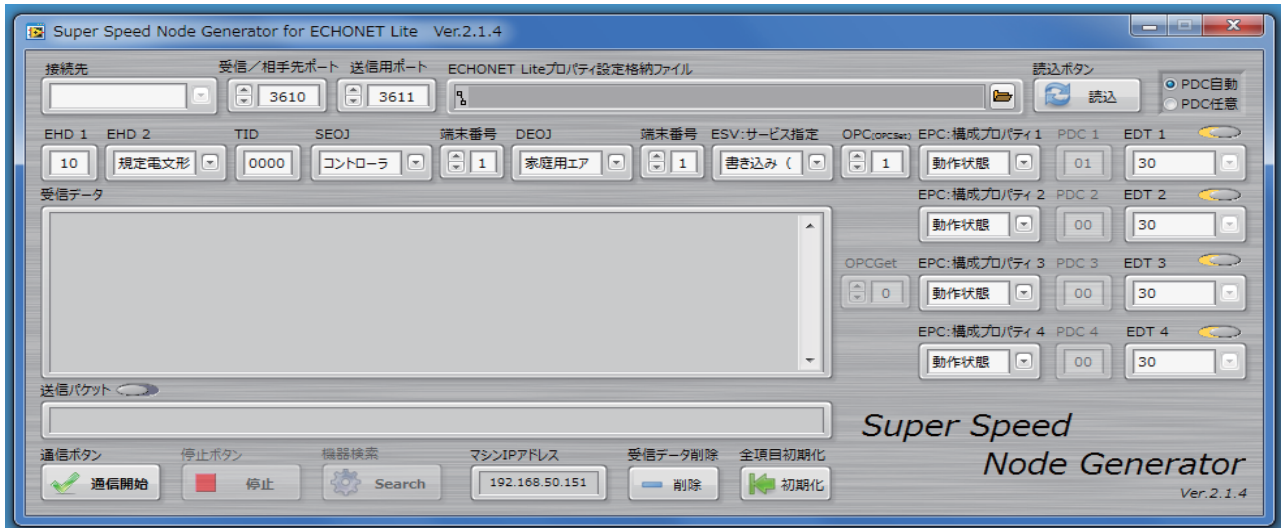 Super Speed Node Generator for ECHONET Lite Ver.2.1.4
接続先 受信／相手先ポート 送信用ポート ECHONET Liteプロパティ設定格納ファイル 読込ボタン
3610 3611 読込 PDC自動
PDC任意
EHD 1 EHD 2 TID SEOJ 端末番号 DEOJ 端末番号 ESV:サービス指定 OPC(OPCSet) EPC:構成プロパティ1 PDC 1 EDT 1
10 規定電文形 0000 コントローラ 1 家庭用エア 1 書き込み（ 1 動作状態 01 30
受信データ EPC:構成プロパティ 2 PDC 2 EDT 2
動作状態 00 30
OPCGet EPC:構成プロパティ 3 PDC 3 EDT 3
0 動作状態 00 30
EPC:構成プロパティ 4 PDC 4 EDT 4
動作状態 00 30
送信パケット
Super Speed
Node Generator
Ver.2.1.4
通信ボタン 停止ボタン 機器検索 マシンIPアドレス 受信データ削除 全項目初期化
通信開始 停止 Search 192.168.50.151 削除 初期化